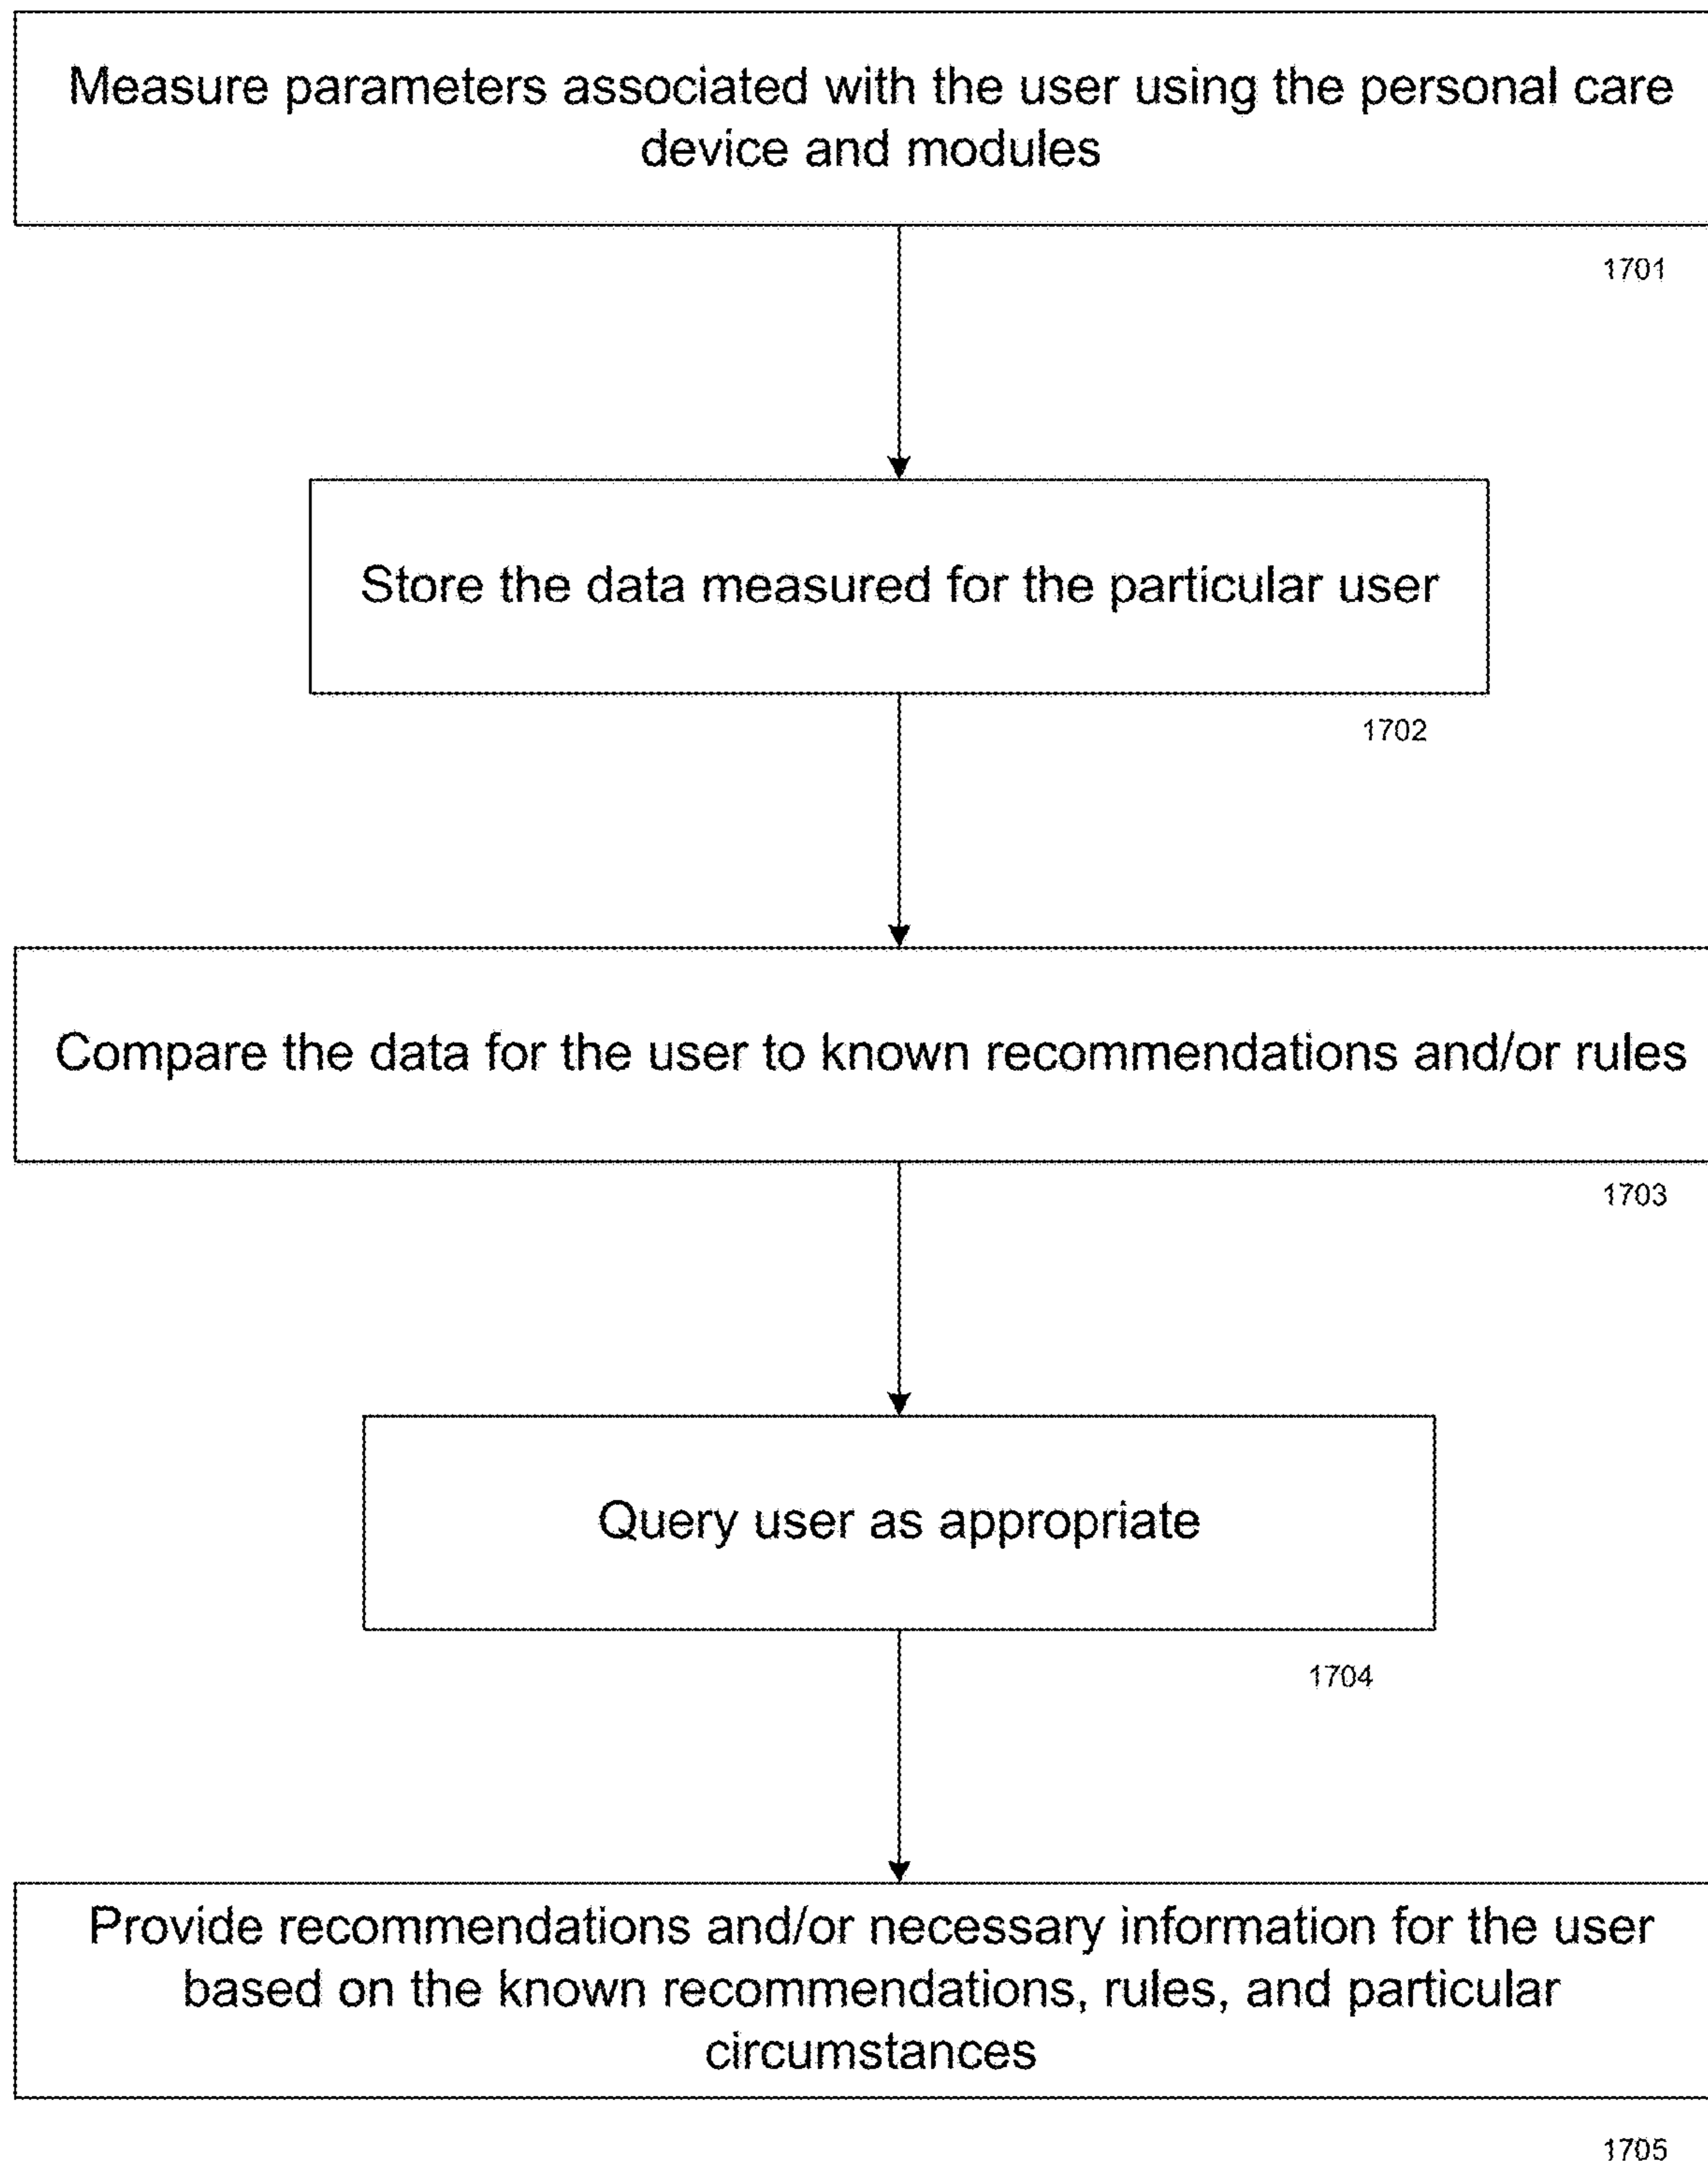 Measure parameters associated with the user using the personal care
device and modules
1701
Store the data measured for the particular user
1702
Compare the data for the user to known recommendations and/or rules
1703
Query user as appropriate
1704
Provide recommendations and/or necessary information for the user
based on the known recommendations, rules, and particular
circumstances
1705